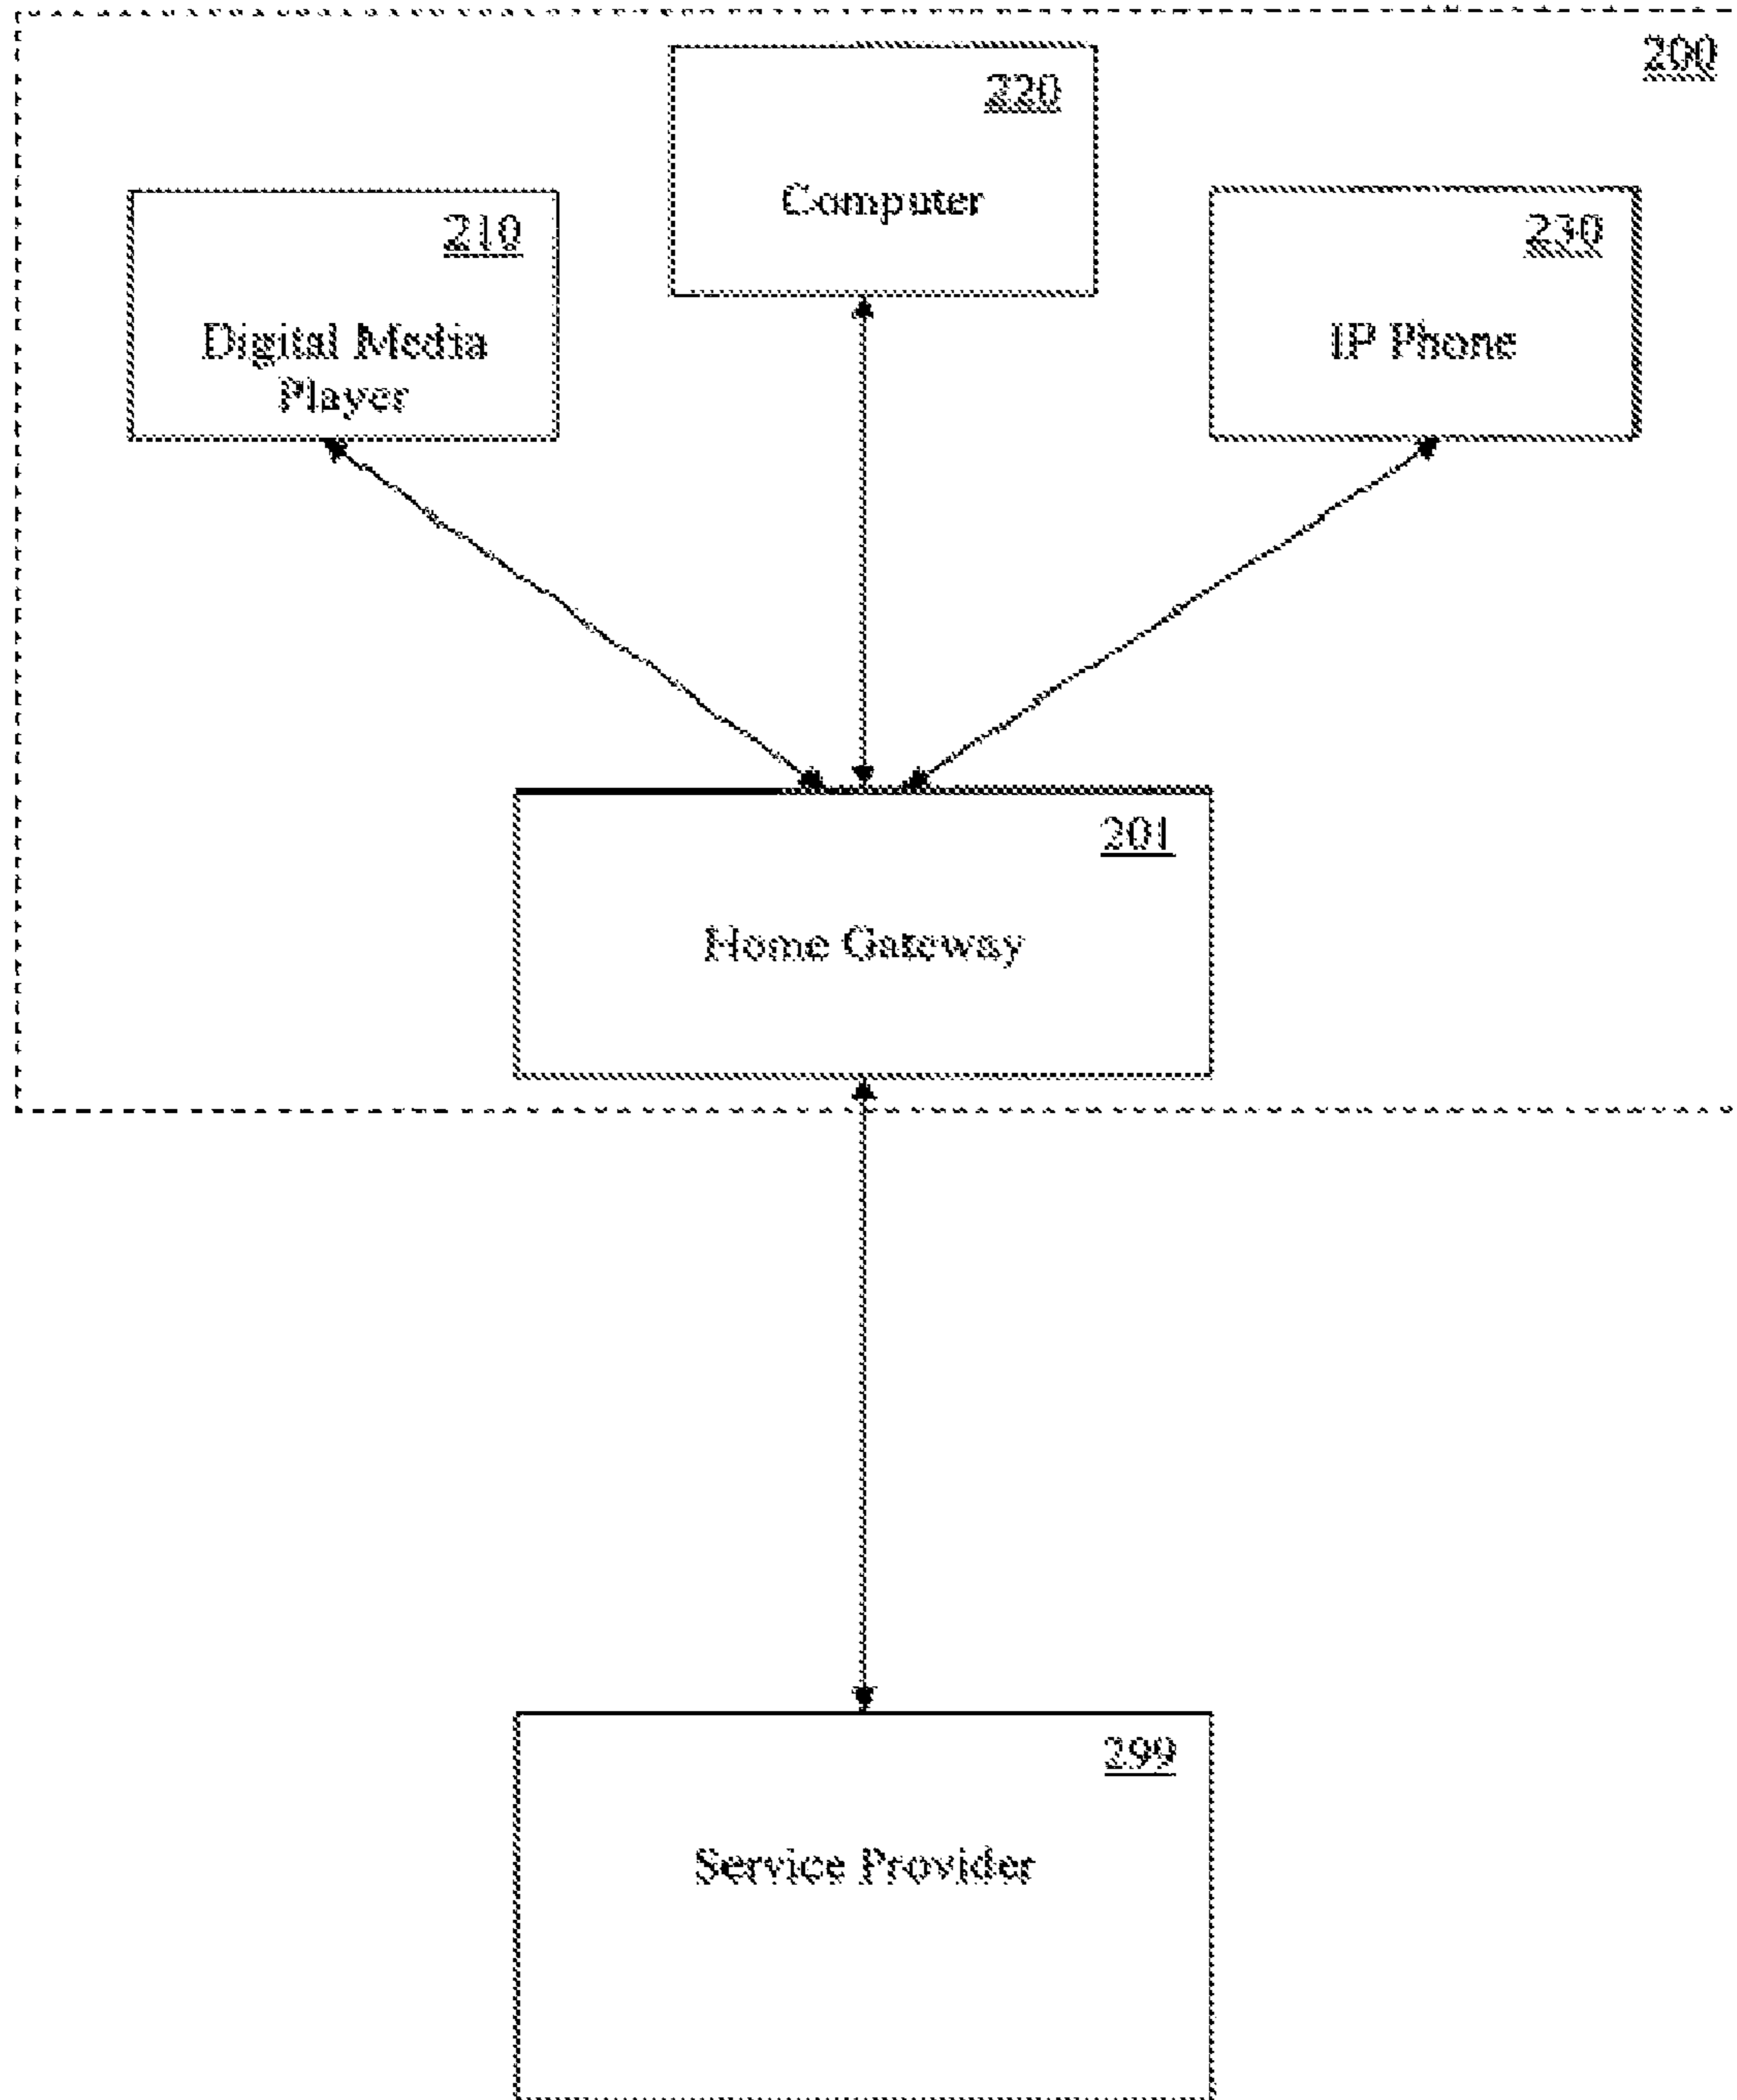 200
220
Computer
210
Digital Media
Player
230
IP Phone
201
Home Gateway
299
Service Provider